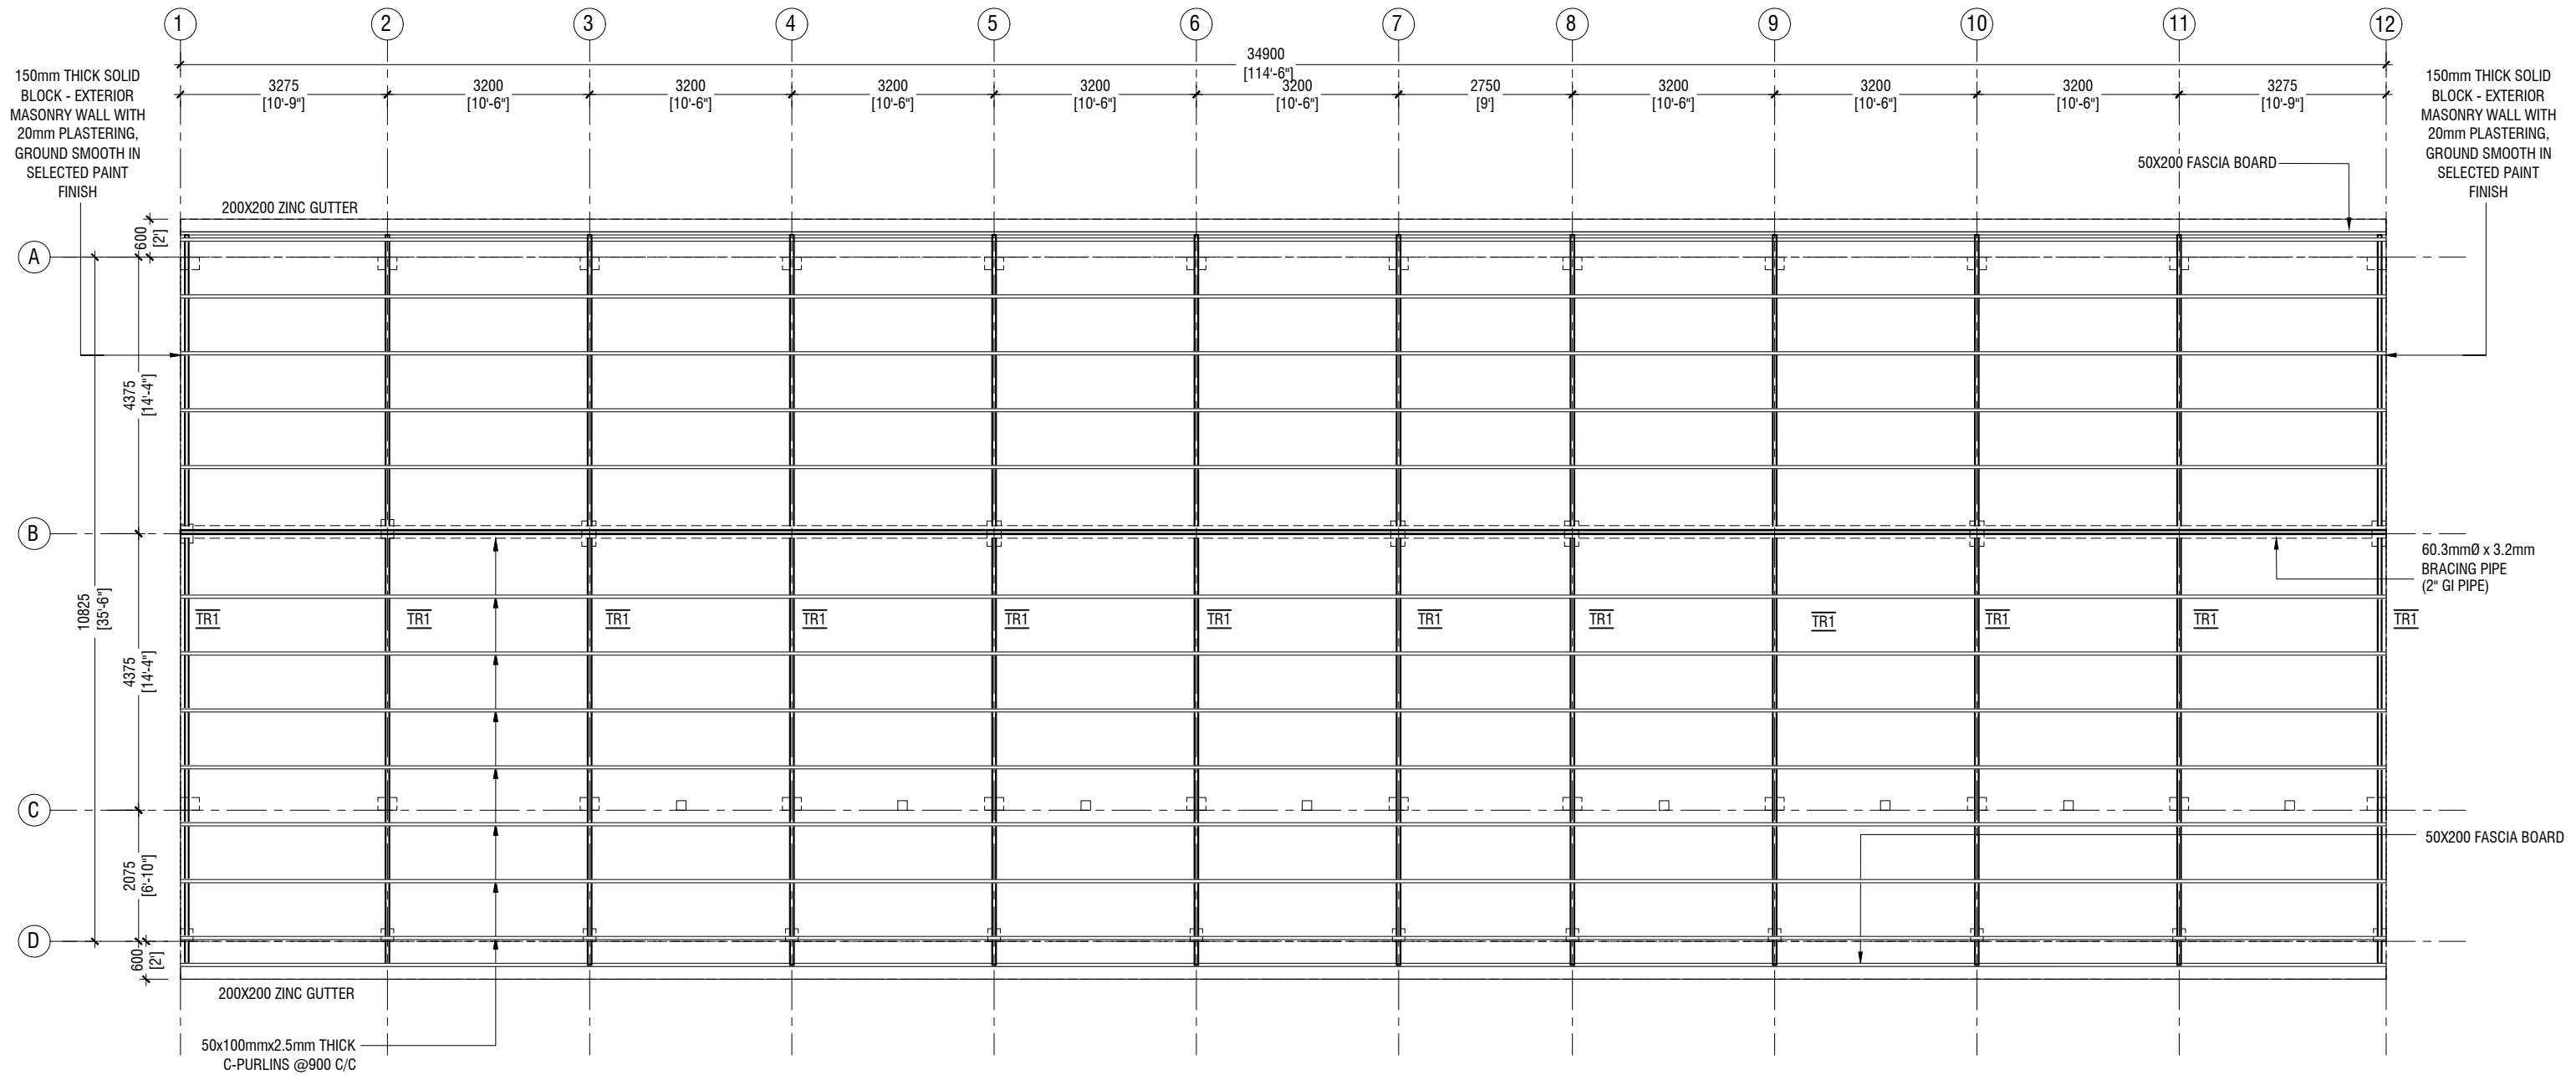 1 2 3 4 5 6 7 8 9 10 11 12
34900
[114'-6"]
3275 3200 3200 3200 3200 3200 2750 3200 3200 3200 3275
[10'-9"] [10'-6"] [10'-6"] [10'-6"] [10'-6"] [10'-6"] [9'] [10'-6"] [10'-6"] [10'-6"] [10'-9"]
150mm THICK SOLID
BLOCK - EXTERIOR
MASONRY WALL WITH
20mm PLASTERING,
GROUND SMOOTH IN
SELECTED PAINT
FINISH
150mm THICK SOLID
BLOCK - EXTERIOR
MASONRY WALL WITH
20mm PLASTERING,
GROUND SMOOTH IN
SELECTED PAINT
FINISH
50X200 FASCIA BOARD
200X200 ZINC GUTTER
600
[2']
A
4375
[14'-4"]
B
60.3mmØ x 3.2mm
BRACING PIPE
(2" GI PIPE)
10825
[35'-6"]
TR1 TR1 TR1 TR1 TR1 TR1 TR1 TR1 TR1 TR1 TR1 TR1
4375
[14'-4"]
C
50X200 FASCIA BOARD
2075
[6'-10"]
D
600
[2']
200X200 ZINC GUTTER
50x100mmx2.5mm THICK
C-PURLINS @900 C/C